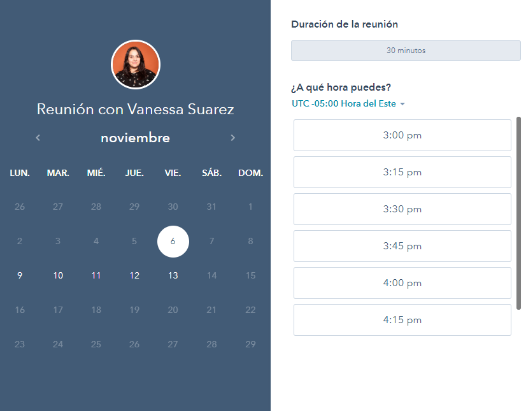 Reunión con Vanessa Suarez
noviembre
LUN. MAR. MIÉ. JUE. VIE. SÁB. DOM.
26 27 28 29 30 31 1
2 3 4 5 6 7 8
9 10 11 12 13 14 15
16 17 18 19 20 21 22
23 24 25 26 27 28 29
Duración de la reunión
30 minutos
¿A qué hora puedes?
UTC -05:00 Hora del Este
3:00 pm
3:15 pm
3:30 pm
3:45 pm
4:00 pm
4:15 pm